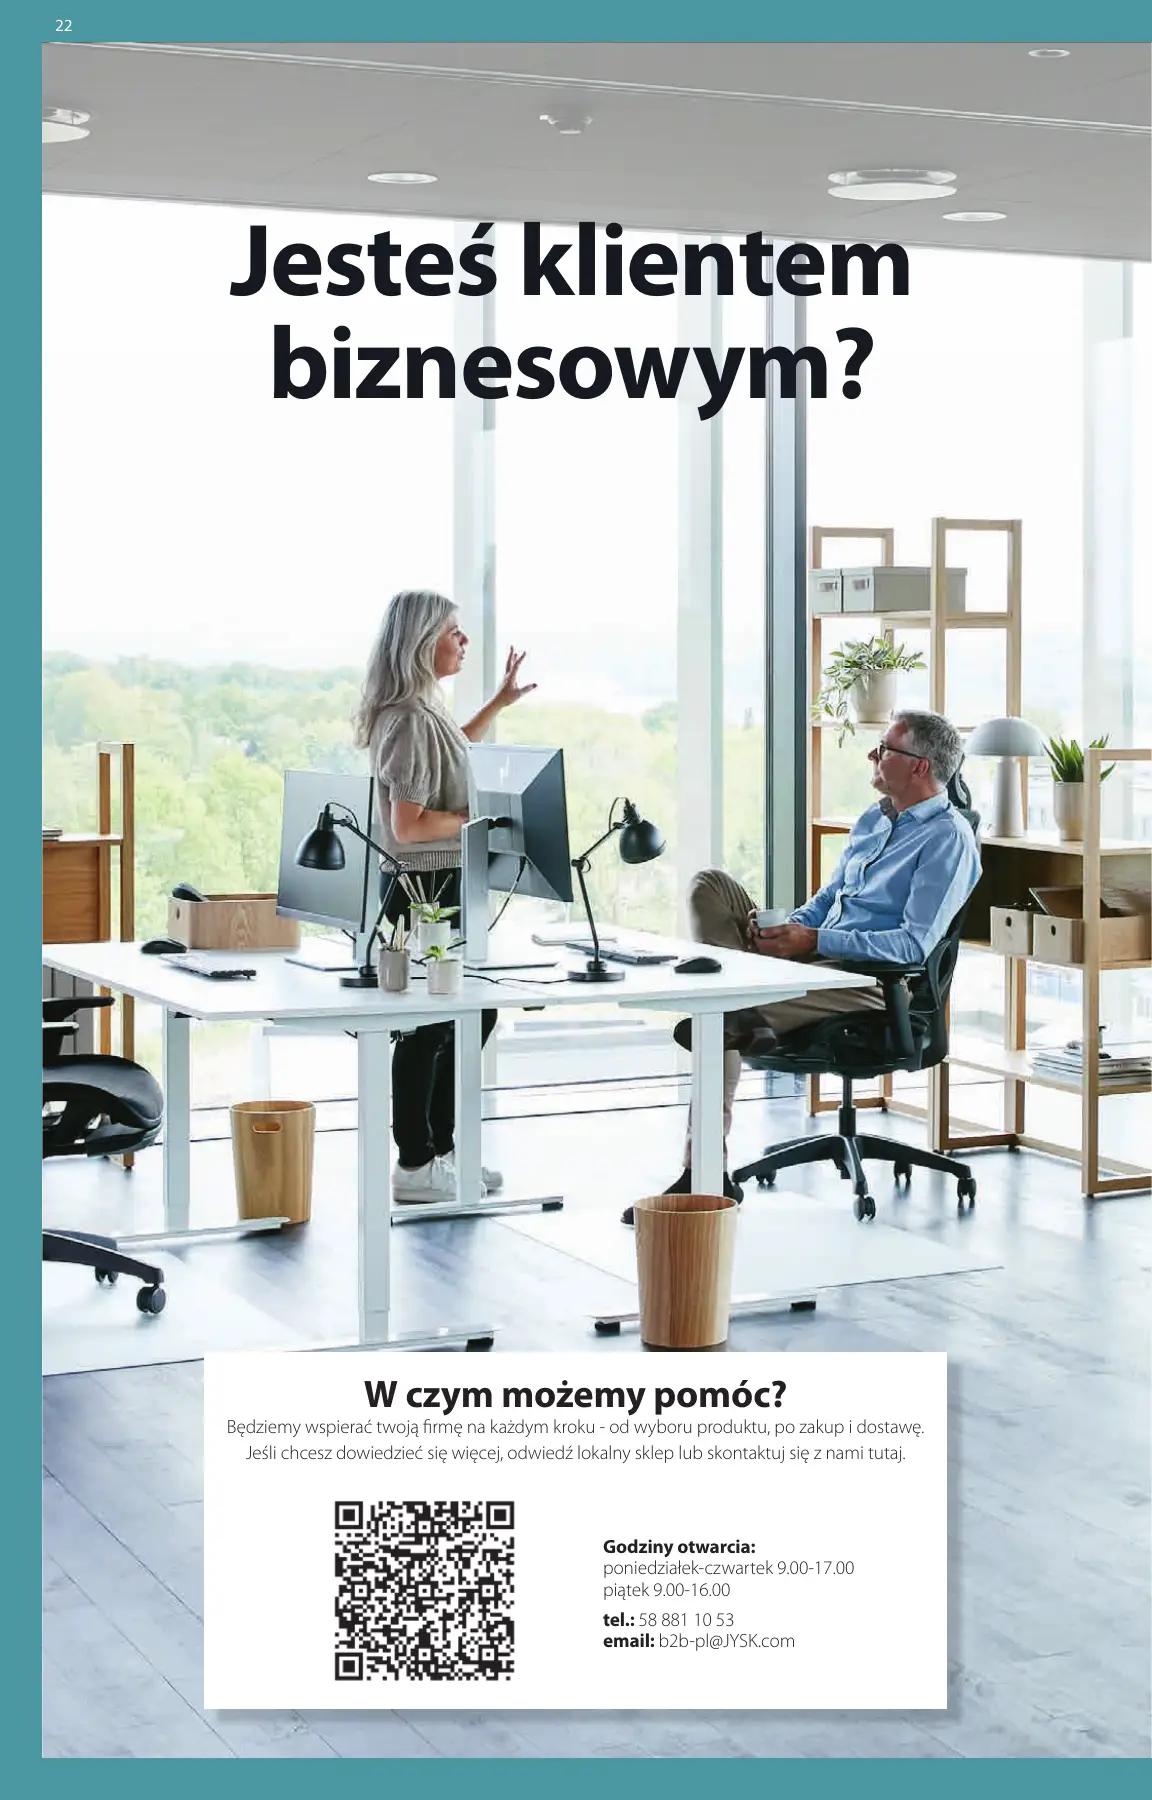 22
Jesteś klientem
biznesowym?
W czym możemy pomóc?
Będziemy wspierać twoją firmę na każdym kroku - od wyboru produktu, po zakup i dostawę.
Jeśli chcesz dowiedzieć się więcej, odwiedź lokalny sklep lub skontaktuj się z nami tutaj.
Godziny otwarcia:
poniedziałek-czwartek 9.00-17.00
piątek 9.00-16.00
tel.: 58 881 10 53
email: b2b-pl@JYSK.com